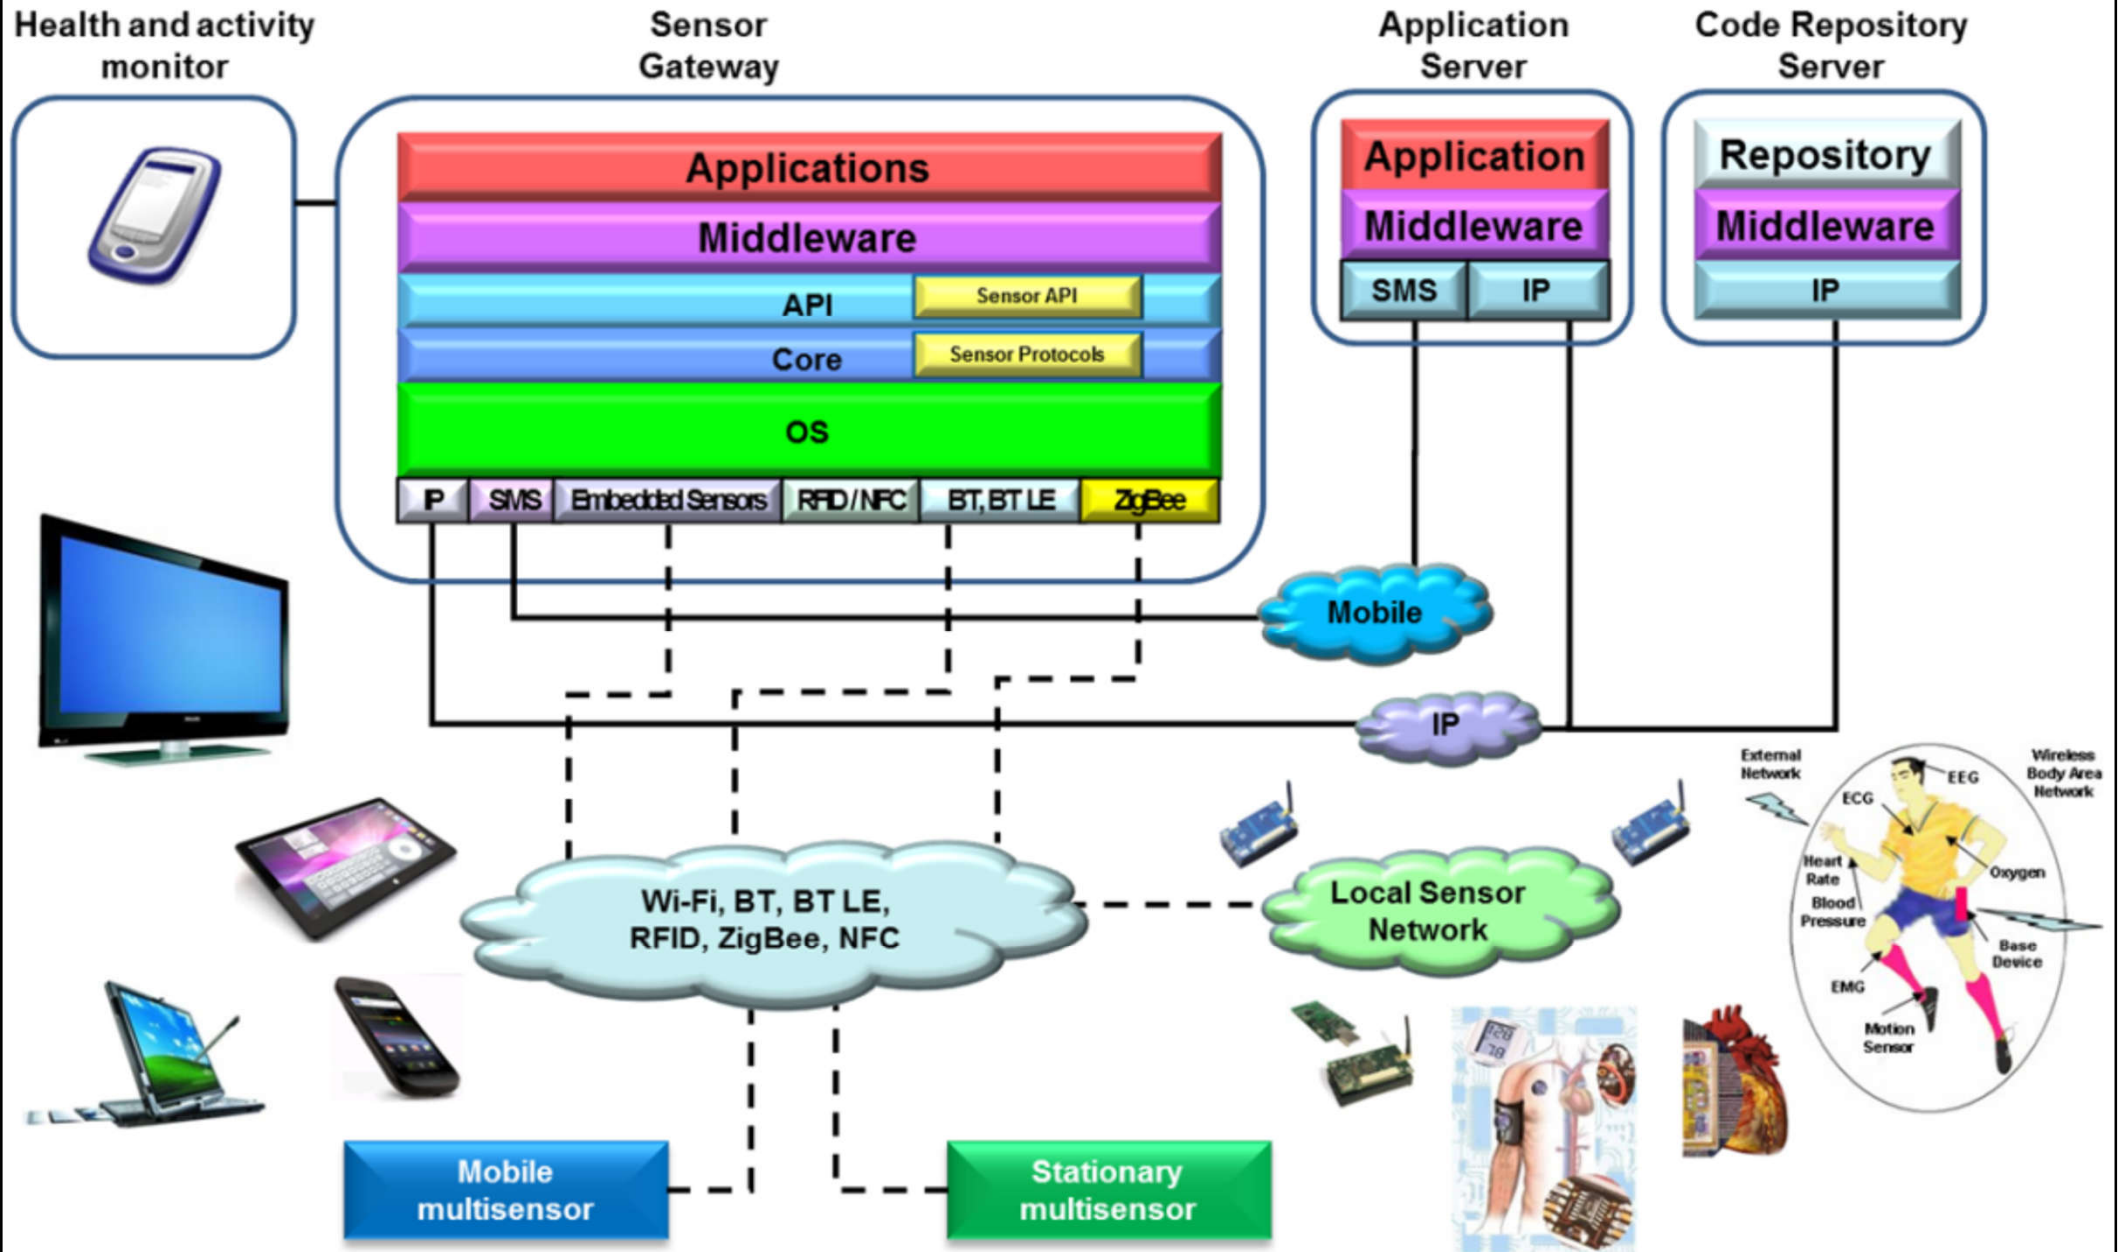 Health and activity
monitor
Sensor
Gateway
Application
Server
Code Repository
Server
Applications
Middleware
API
Sensor API
Core
Sensor Protocols
OS
IP
SMS
Embedded Sensors
RFID / NFC
BT, BT LE
ZigBee
Application
Middleware
SMS
IP
Repository
Middleware
IP
Mobile
IP
External
Network
Wireless
Body Area
Network
EEG
ECG
Heart
Rate
Oxygen
Blood
Pressure
Base
Device
EMG
Motion
Sensor
Wi-Fi, BT, BT LE,
RFID, ZigBee, NFC
Local Sensor
Network
128
78
Mobile
multisensor
Stationary
multisensor